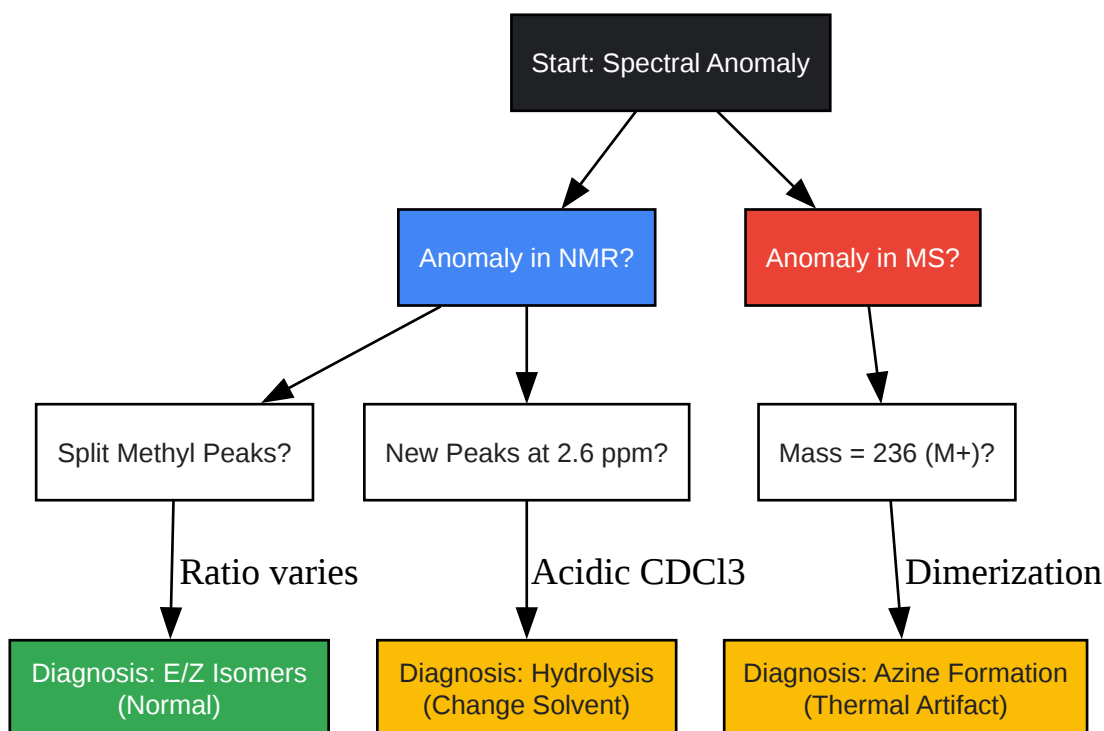 Start: Spectral Anomaly
Anomaly in NMR?
Anomaly in MS?
Split Methyl Peaks?
New Peaks at 2.6 ppm?
Mass = 236 (M+)?
Ratio varies
Acidic CDCl3
Dimerization
Diagnosis: E/Z Isomers
(Normal)
Diagnosis: Hydrolysis
(Change Solvent)
Diagnosis: Azine Formation
(Thermal Artifact)